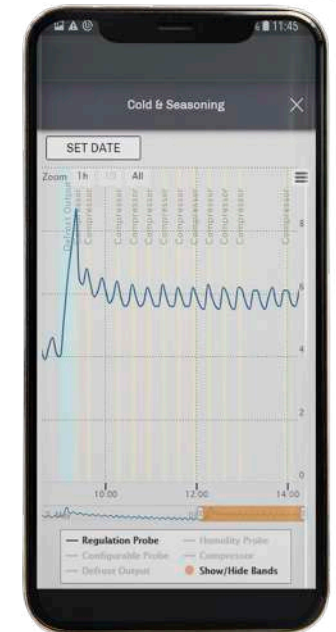 11:45
Cold & Seasoning
SET DATE
Zoom 1h 1D All
Defrost Output
Compressor
Compressor
Compressor
Compressor
Compressor
Compressor
Compressor
Compressor
Compressor
Compressor
Compressor
8
6
4
2
0
10:00 12:00 14:00
— Regulation Probe — Humidity Probe
— Configurable Probe — Compressor
— Defrost Output Show/Hide Bands